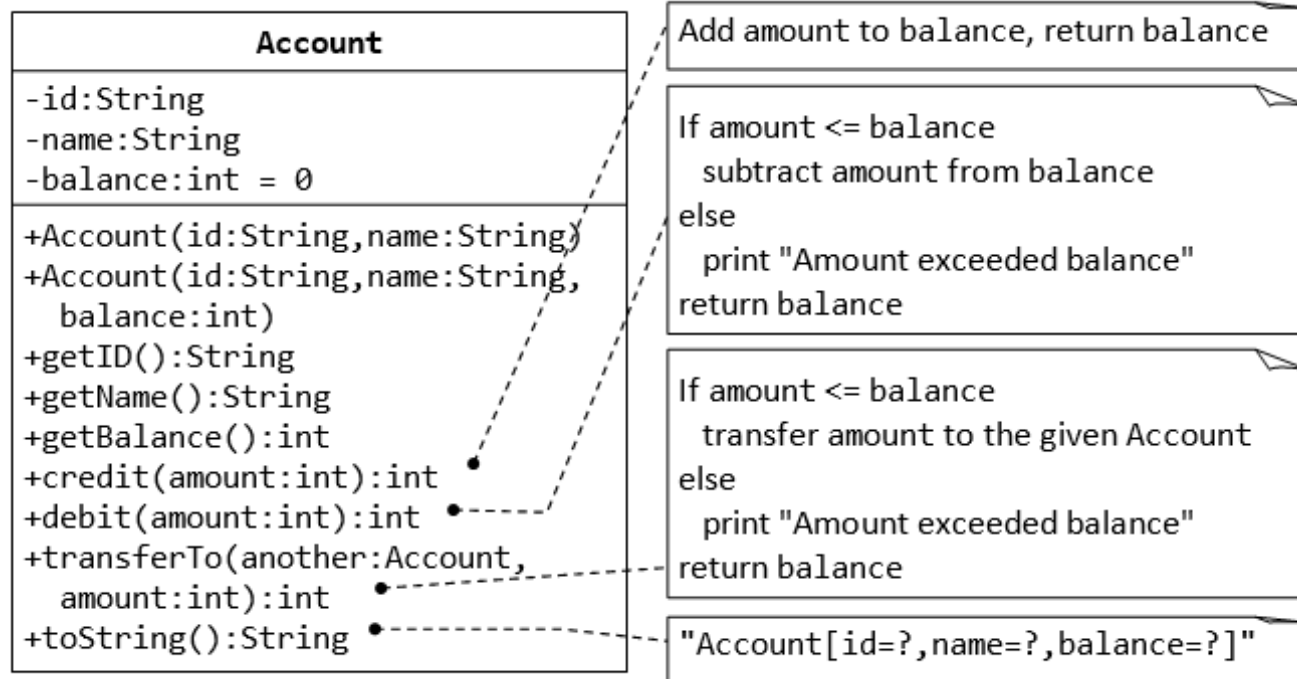 Account
-id:String
-name:String
-balance:int = 0
+Account(id:String,name:String)
+Account(id:String,name:String,
balance:int)
+getID():String
+getName():String
+getBalance():int
+credit(amount:int):int
+debit(amount:int):int
+transferTo(another:Account,
amount:int):int
+toString():String
Add amount to balance, return balance
If amount <= balance
subtract amount from balance
else
print "Amount exceeded balance"
return balance
If amount <= balance
transfer amount to the given Account
else
print "Amount exceeded balance"
return balance
"Account[id=?,name=?,balance=?]"